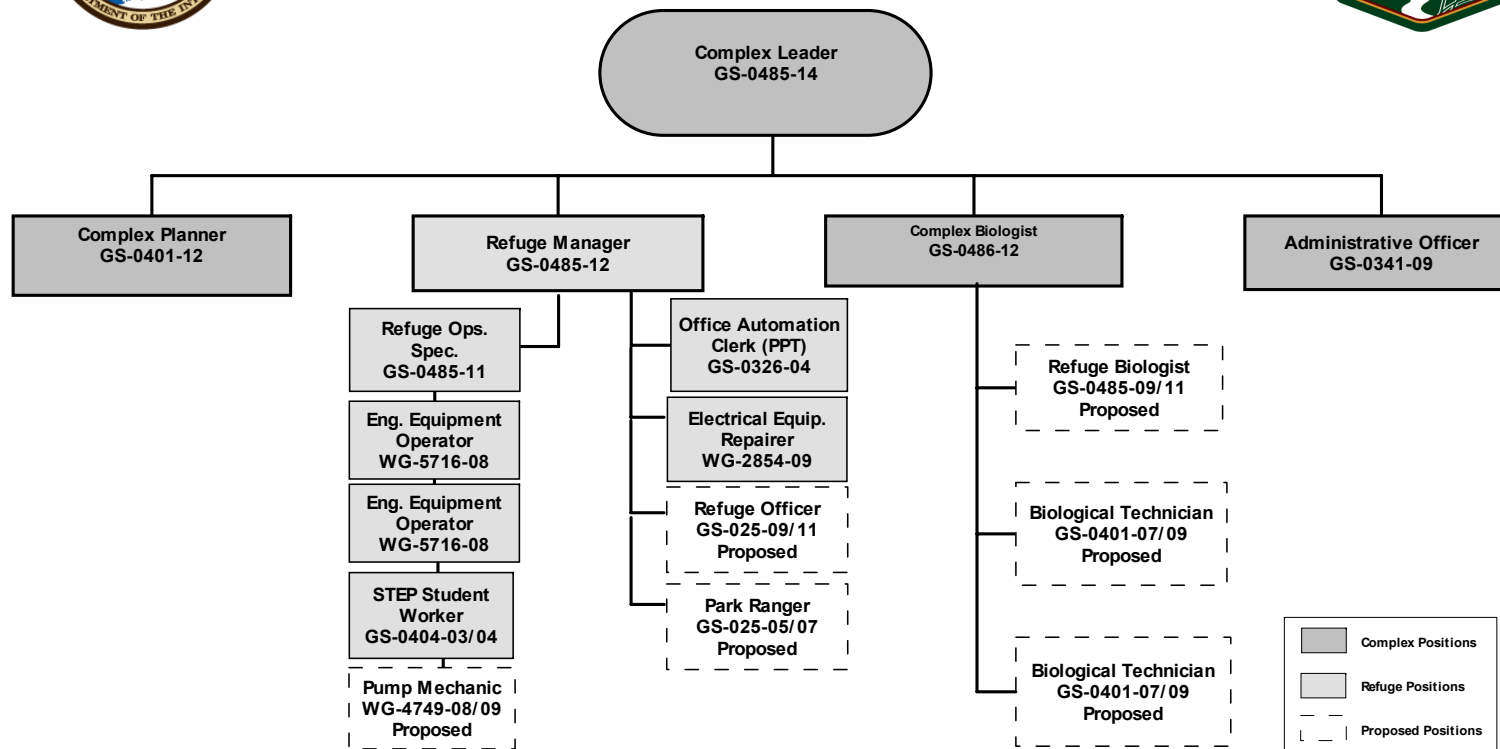 TMENT OF THE INT
Complex Leader
GS-0485-14
Complex Planner
GS-0401-12
Refuge Manager
GS-0485-12
Complex Biologist
GS-0486-12
Administrative Officer
GS-0341-09
Refuge Ops.
Spec.
GS-0485-11
Eng. Equipment
Operator
WG-5716-08
Eng. Equipment
Operator
WG-5716-08
STEP Student
Worker
GS-0404-03/04
Pump Mechanic
WG-4749-08/09
Proposed
Office Automation
Clerk (PPT)
GS-0326-04
Electrical Equip.
Repairer
WG-2854-09
Refuge Officer
GS-025-09/11
Proposed
Park Ranger
GS-025-05/07
Proposed
Refuge Biologist
GS-0485-09/11
Proposed
Biological Technician
GS-0401-07/09
Proposed
Biological Technician
GS-0401-07/09
Proposed
Complex Positions
Refuge Positions
Proposed Positions